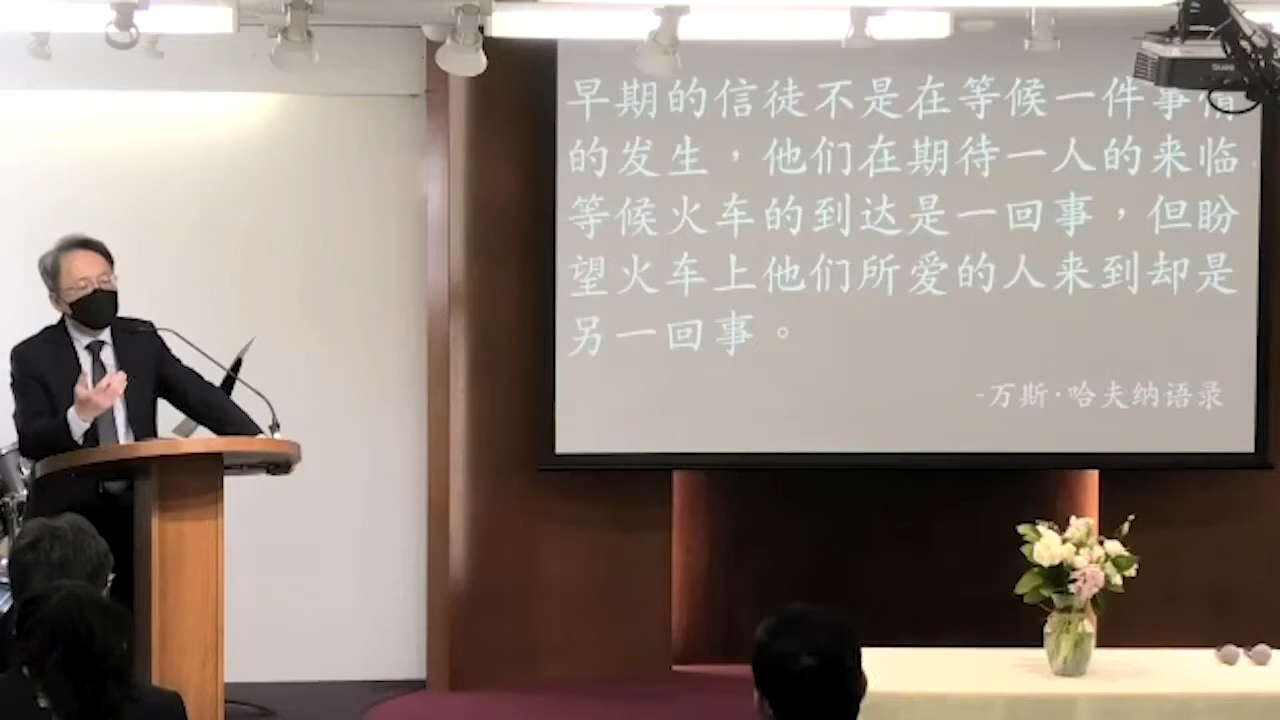 早期的信徒不是在等候一件事情
的发生，他们在期待一人的来临
等候火车的到达是一回事，但盼
望火车上他们所爱的人来到却是
另一回事。
-万斯·哈夫纳语录